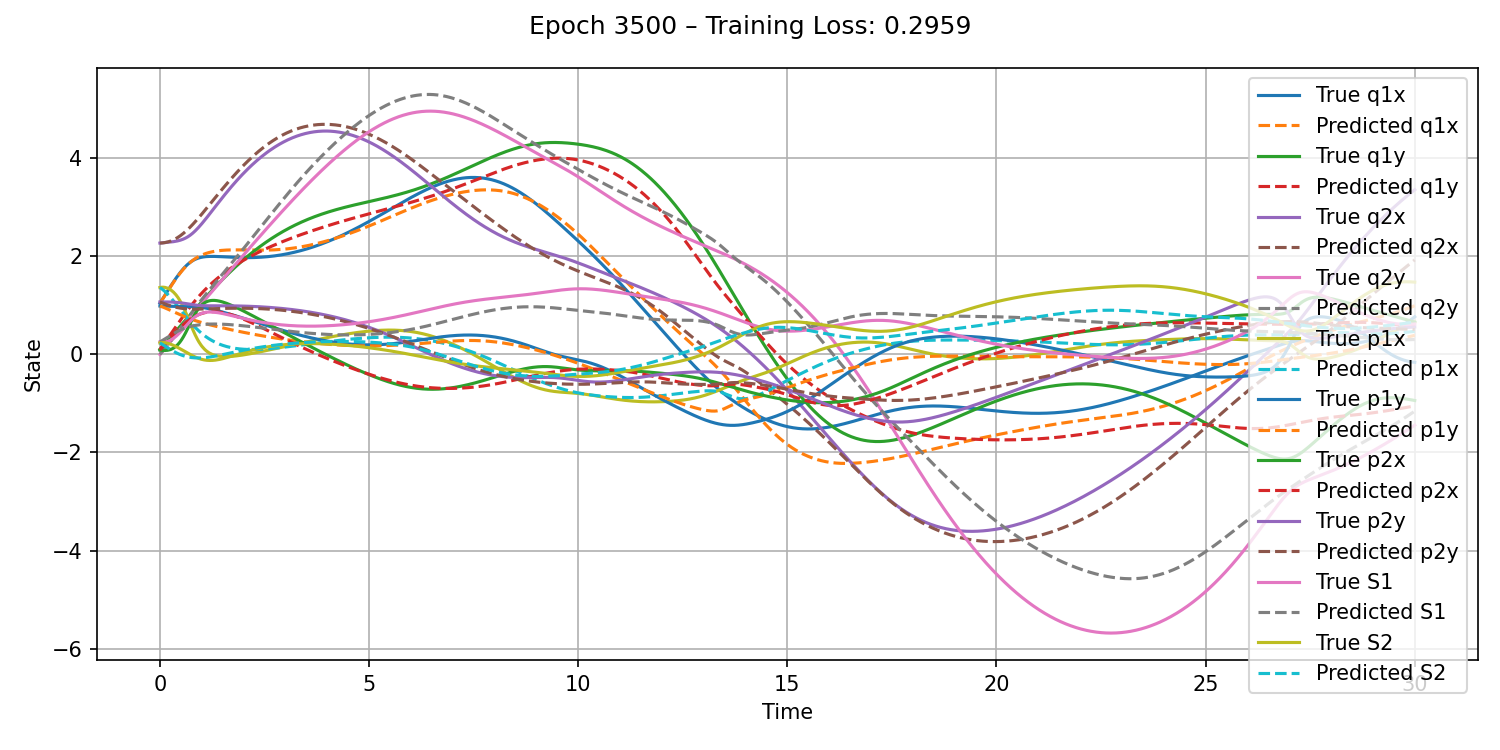 Epoch 3500 – Training Loss: 0.2959
State
4
2
0
−2
−4
−6
0
5
10
15
20
25
30
Time
True q1x
Predicted q1x
True q1y
Predicted q1y
True q2x
Predicted q2x
True q2y
Predicted q2y
True p1x
Predicted p1x
True p1y
Predicted p1y
True p2x
Predicted p2x
True p2y
Predicted p2y
True S1
Predicted S1
True S2
Predicted S2